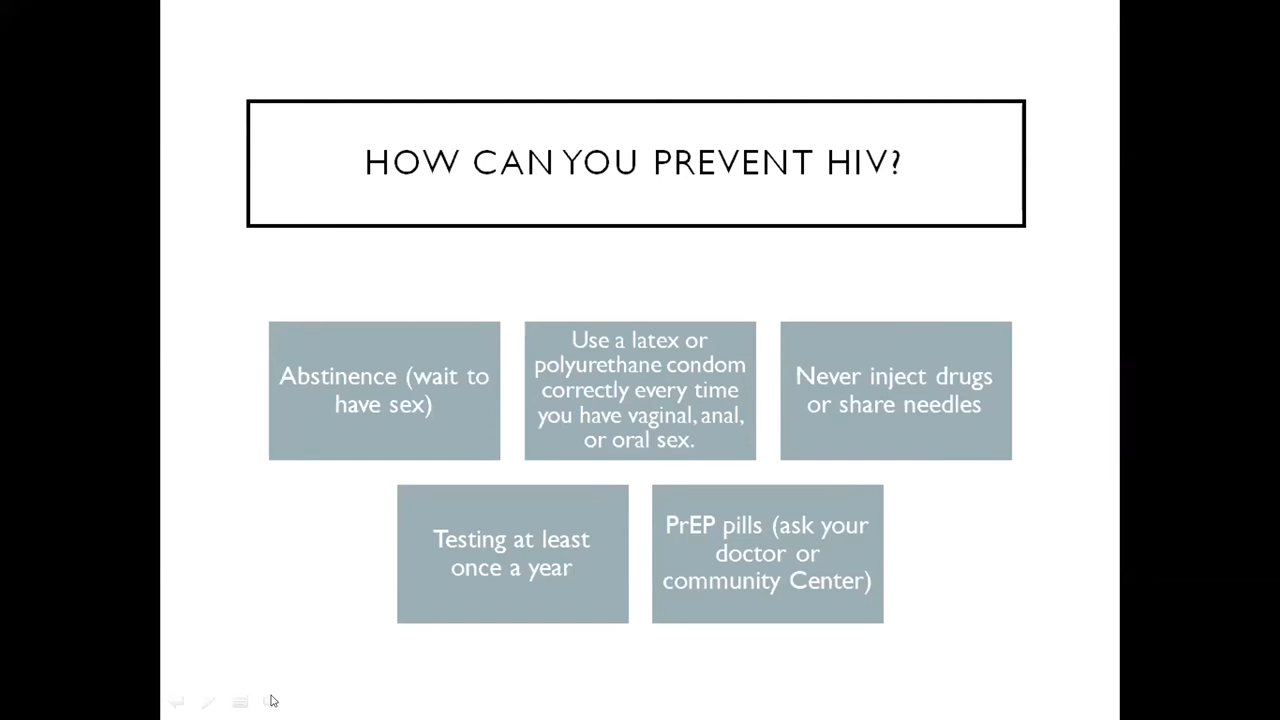 HOW CAN YOU PREVENT HIV?
Abstinence (wait to
have sex)
Use a latex or
polyurethane condom
correctly every time
you have vaginal, anal,
or oral sex.
Never inject drugs
or share needles
Testing at least
once a year
PrEP pills (ask your
doctor or
community Center)